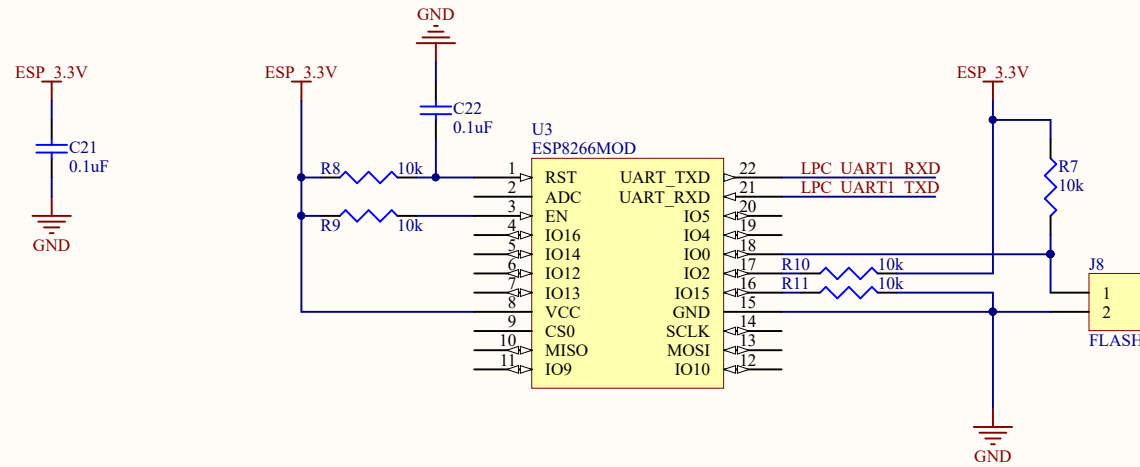 GND
ESP_3.3V
ESP_3.3V
ESP_3.3V
C22
0.1uF
C21
0.1uF
GND
U3
ESP8266MOD
R8 10k
R9 10k
1 RST
2 ADC
3 EN
4 IO16
5 IO14
6 IO12
7 IO13
8 VCC
9 CS0
10 MISO
11 IO9
UART_TXD 22 LPC_UART1_RXD
UART_RXD 21 LPC_UART1_TXD
IO5 20
IO4 19
IO0 18
IO2 17 R10 10k
IO15 16 R11 10k
GND 15
SCLK 14
MOSI 13
IO10 12
R7
10k
J8
1
2
FLASH
GND